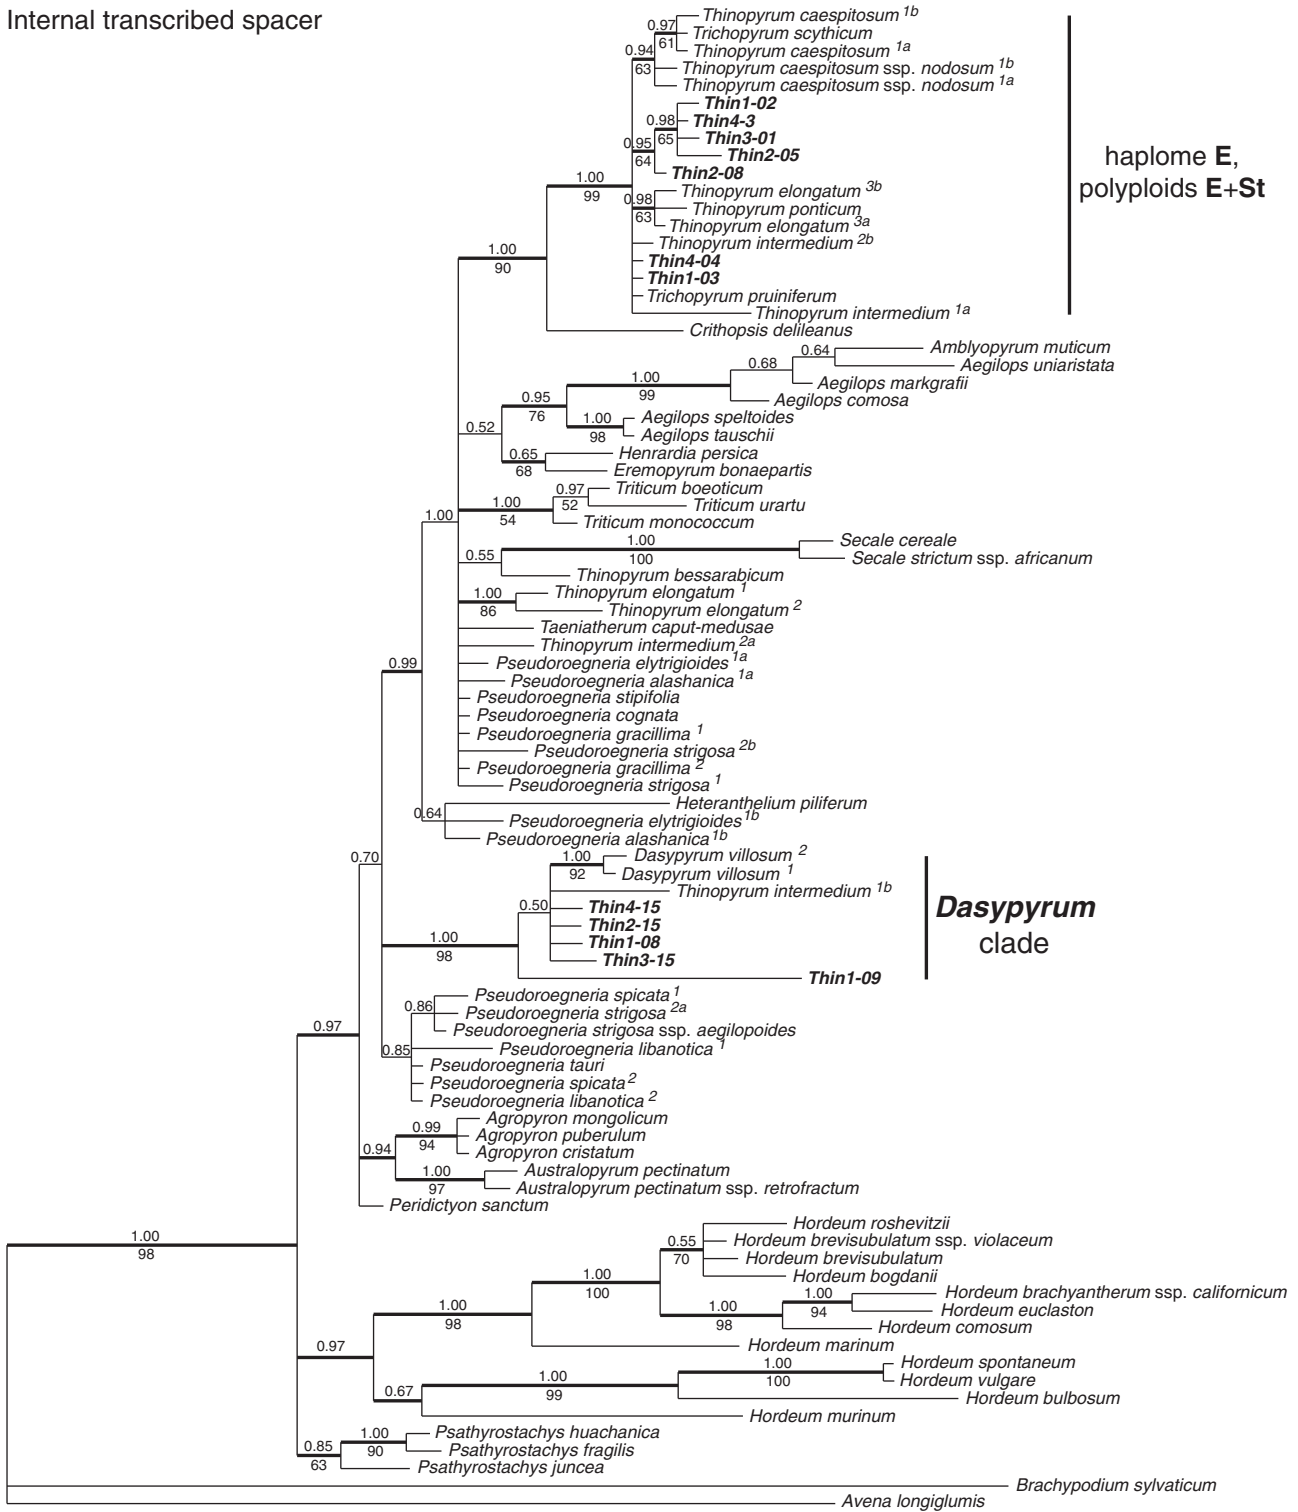 Internal transcribed spacer
Thinopyrum caespitosum 1b
0.97
Trichopyrum scythicum
61
Thinopyrum caespitosum 1a
0.94
63
Thinopyrum caespitosum ssp. nodosum 1b
Thinopyrum caespitosum ssp. nodosum 1a
Thin1-02
0.98
Thin4-3
65
Thin3-01
0.95
64
Thin2-05
Thin2-08
1.00
99
Thinopyrum elongatum 3b
0.98
Thinopyrum ponticum
63
Thinopyrum elongatum 3a
Thinopyrum intermedium 2b
1.00
90
Thin4-04
Thin1-03
Trichopyrum pruiniferum
Thinopyrum intermedium 1a
Crithopsis delileanus
haplome E,
polyploids E+St
0.64
Amblyopyrum muticum
0.68
Aegilops uniaristata
1.00
99
Aegilops markgrafii
Aegilops comosa
0.95
76
1.00
98
Aegilops speltoides
Aegilops tauschii
0.52
0.65
68
Henrardia persica
Eremopyrum bonaepartis
0.97
52
Triticum boeoticum
1.00
54
Triticum urartu
Triticum monococcum
1.00
1.00
100
Secale cereale
Secale strictum ssp. africanum
0.55
Thinopyrum bessarabicum
1.00
86
Thinopyrum elongatum 1
Thinopyrum elongatum 2
Taeniatherum caput-medusae
Thinopyrum intermedium 2a
0.99
Pseudoroegneria elytrigioides 1a
Pseudoroegneria alashanica 1a
Pseudoroegneria stipifolia
Pseudoroegneria cognata
Pseudoroegneria gracillima 1
Pseudoroegneria strigosa 2b
Pseudoroegneria gracillima 2
Pseudoroegneria strigosa 1
Heteranthelium piliferum
0.64
Pseudoroegneria elytrigioides 1b
Pseudoroegneria alashanica 1b
0.70
1.00
92
Dasypyrum villosum 2
Dasypyrum villosum 1
Thinopyrum intermedium 1b
0.50
Thin4-15
Thin2-15
1.00
98
Thin1-08
Thin3-15
Thin1-09
Dasypyrum
clade
Pseudoroegneria spicata 1
0.86
Pseudoroegneria strigosa 2a
Pseudoroegneria strigosa ssp. aegilopoides
0.85
Pseudoroegneria libanotica 1
Pseudoroegneria tauri
Pseudoroegneria spicata 2
Pseudoroegneria libanotica 2
0.97
Agropyron mongolicum
0.99
94
Agropyron puberulum
Agropyron cristatum
0.94
1.00
97
Australopyrum pectinatum
Australopyrum pectinatum ssp. retrofractum
Peridictyon sanctum
1.00
98
Hordeum roshevitzii
0.55
70
Hordeum brevisubulatum ssp. violaceum
Hordeum brevisubulatum
Hordeum bogdanii
1.00
100
1.00
94
Hordeum brachyantherum ssp. californicum
Hordeum euclaston
1.00
98
Hordeum comosum
1.00
98
Hordeum marinum
0.97
1.00
100
Hordeum spontaneum
Hordeum vulgare
1.00
99
Hordeum bulbosum
0.67
Hordeum murinum
1.00
90
Psathyrostachys huachanica
Psathyrostachys fragilis
0.85
63
Psathyrostachys juncea
Brachypodium sylvaticum
Avena longiglumis